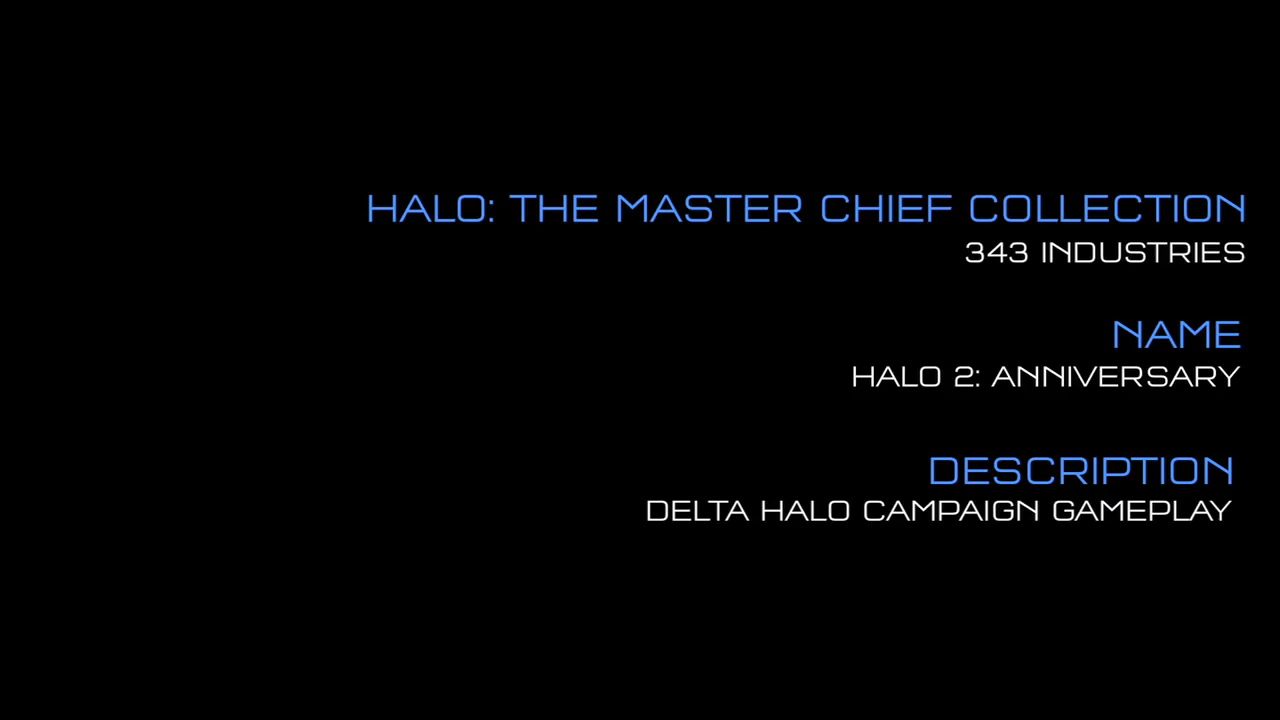 HALO: THE MASTER CHIEF COLLECTION
343 INDUSTRIES
NAME
HALO 2: ANNIVERSARY
DESCRIPTION
DELTA HALO CAMPAIGN GAMEPLAY